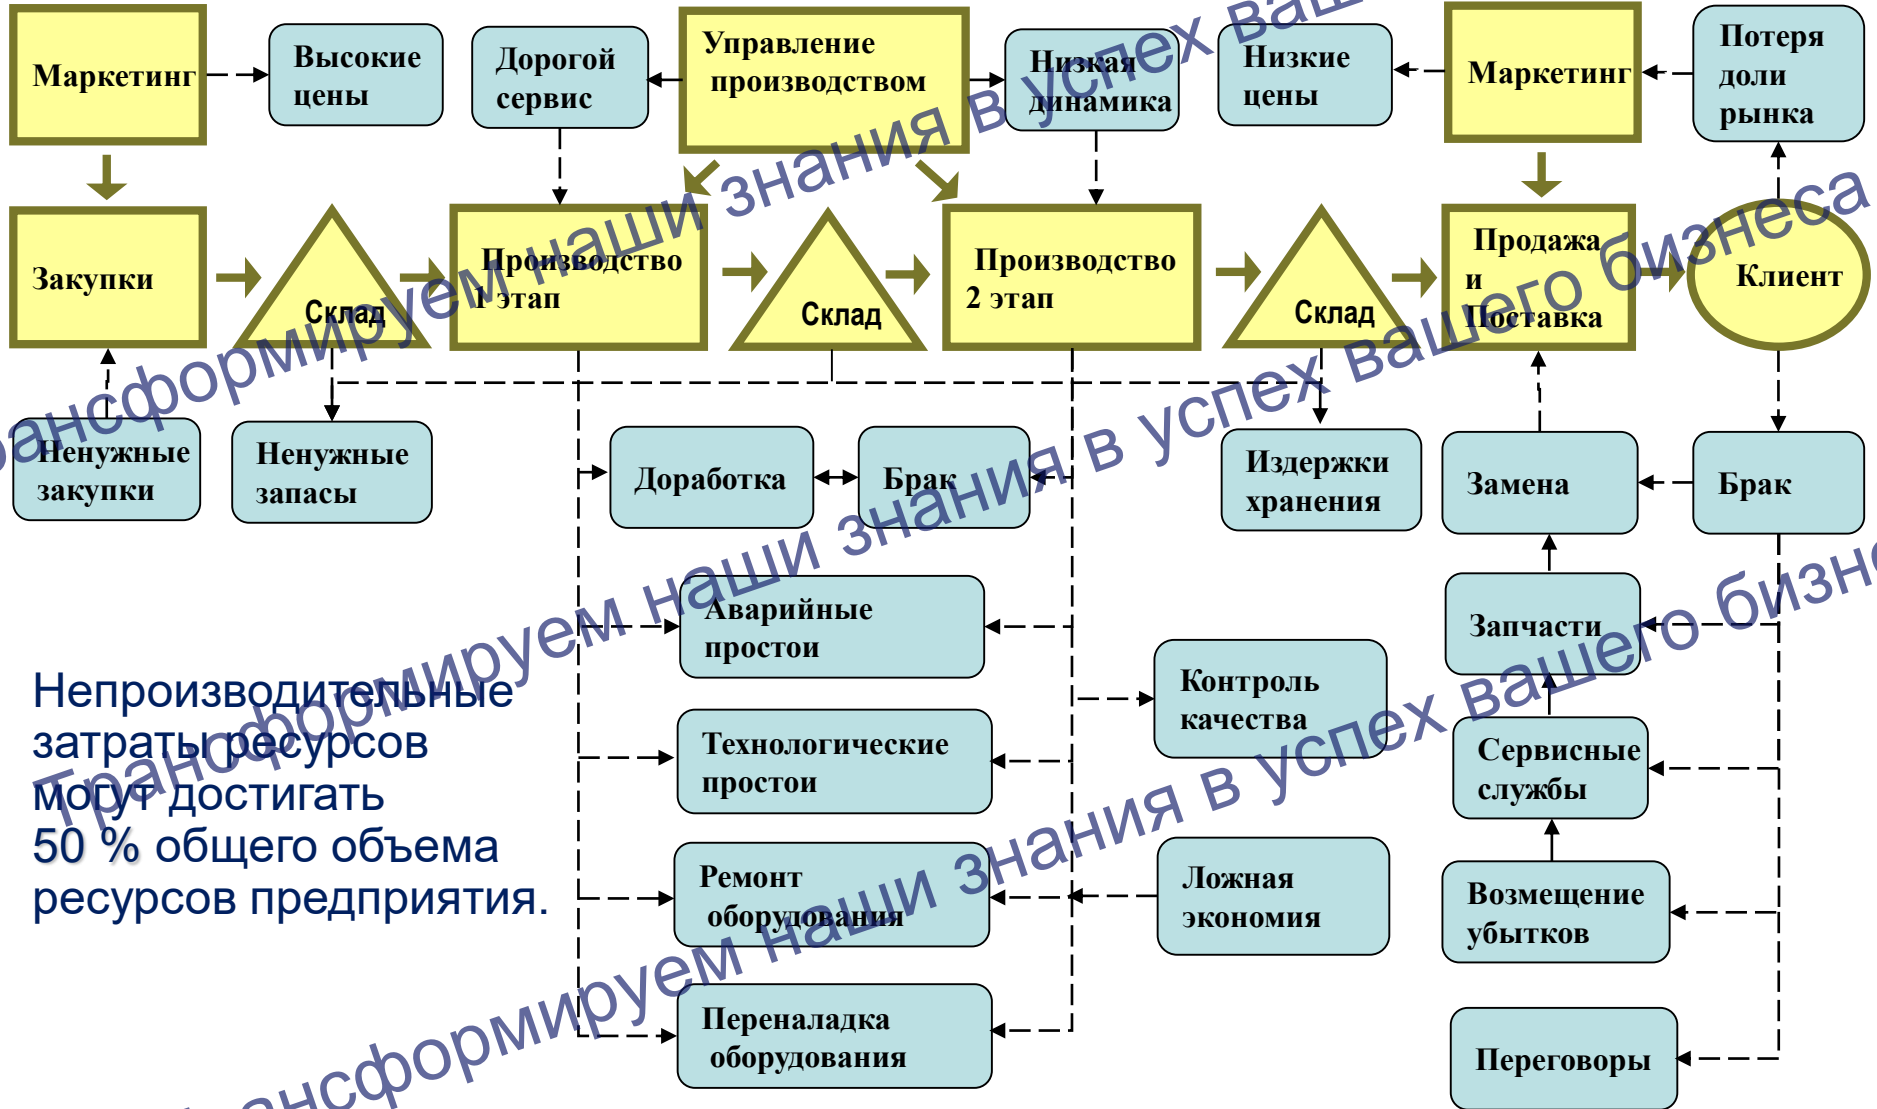 Маркетинг
Высокие
цены
Дорогой
сервис
Управление
производством
Низкая
динамика
Низкие
цены
Маркетинг
Потеря
доли
рынка
Закупки
Склад
Производство
1 этап
Склад
Производство
2 этап
Склад
Продажа
и
Поставка
Клиент
Ненужные
закупки
Ненужные
запасы
Доработка
Брак
Издержки
хранения
Замена
Брак
Аварийные
простои
Запчасти
Контроль
качества
Технологические
простои
Сервисные
службы
Ремонт
оборудования
Ложная
экономия
Возмещение
убытков
Переналадка
оборудования
Переговоры
Непроизводительные
затраты ресурсов
могут достигать
50 % общего объема
ресурсов предприятия.
Трансформируем наши знания в успех вашего бизнеса